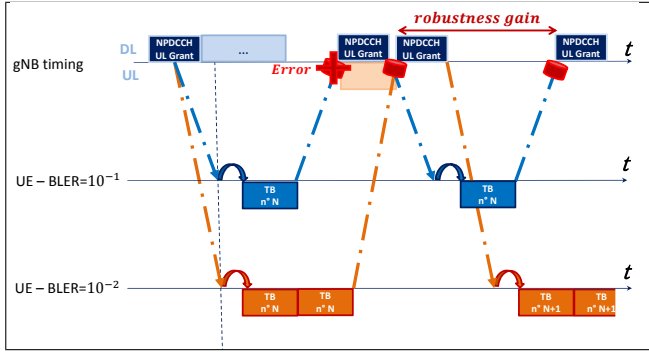 robustness gain
NPDCCH
UL Grant
...
NPDCCH
UL Grant
NPDCCH
UL Grant
NPDCCH
UL Grant
t
DL
gNB timing
UL
Error
UE – BLER=10⁻¹
t
TB
n° N
TB
n° N
UE – BLER=10⁻²
t
TB
n° N
TB
n° N
TB
n° N+1
TB
n° N+1